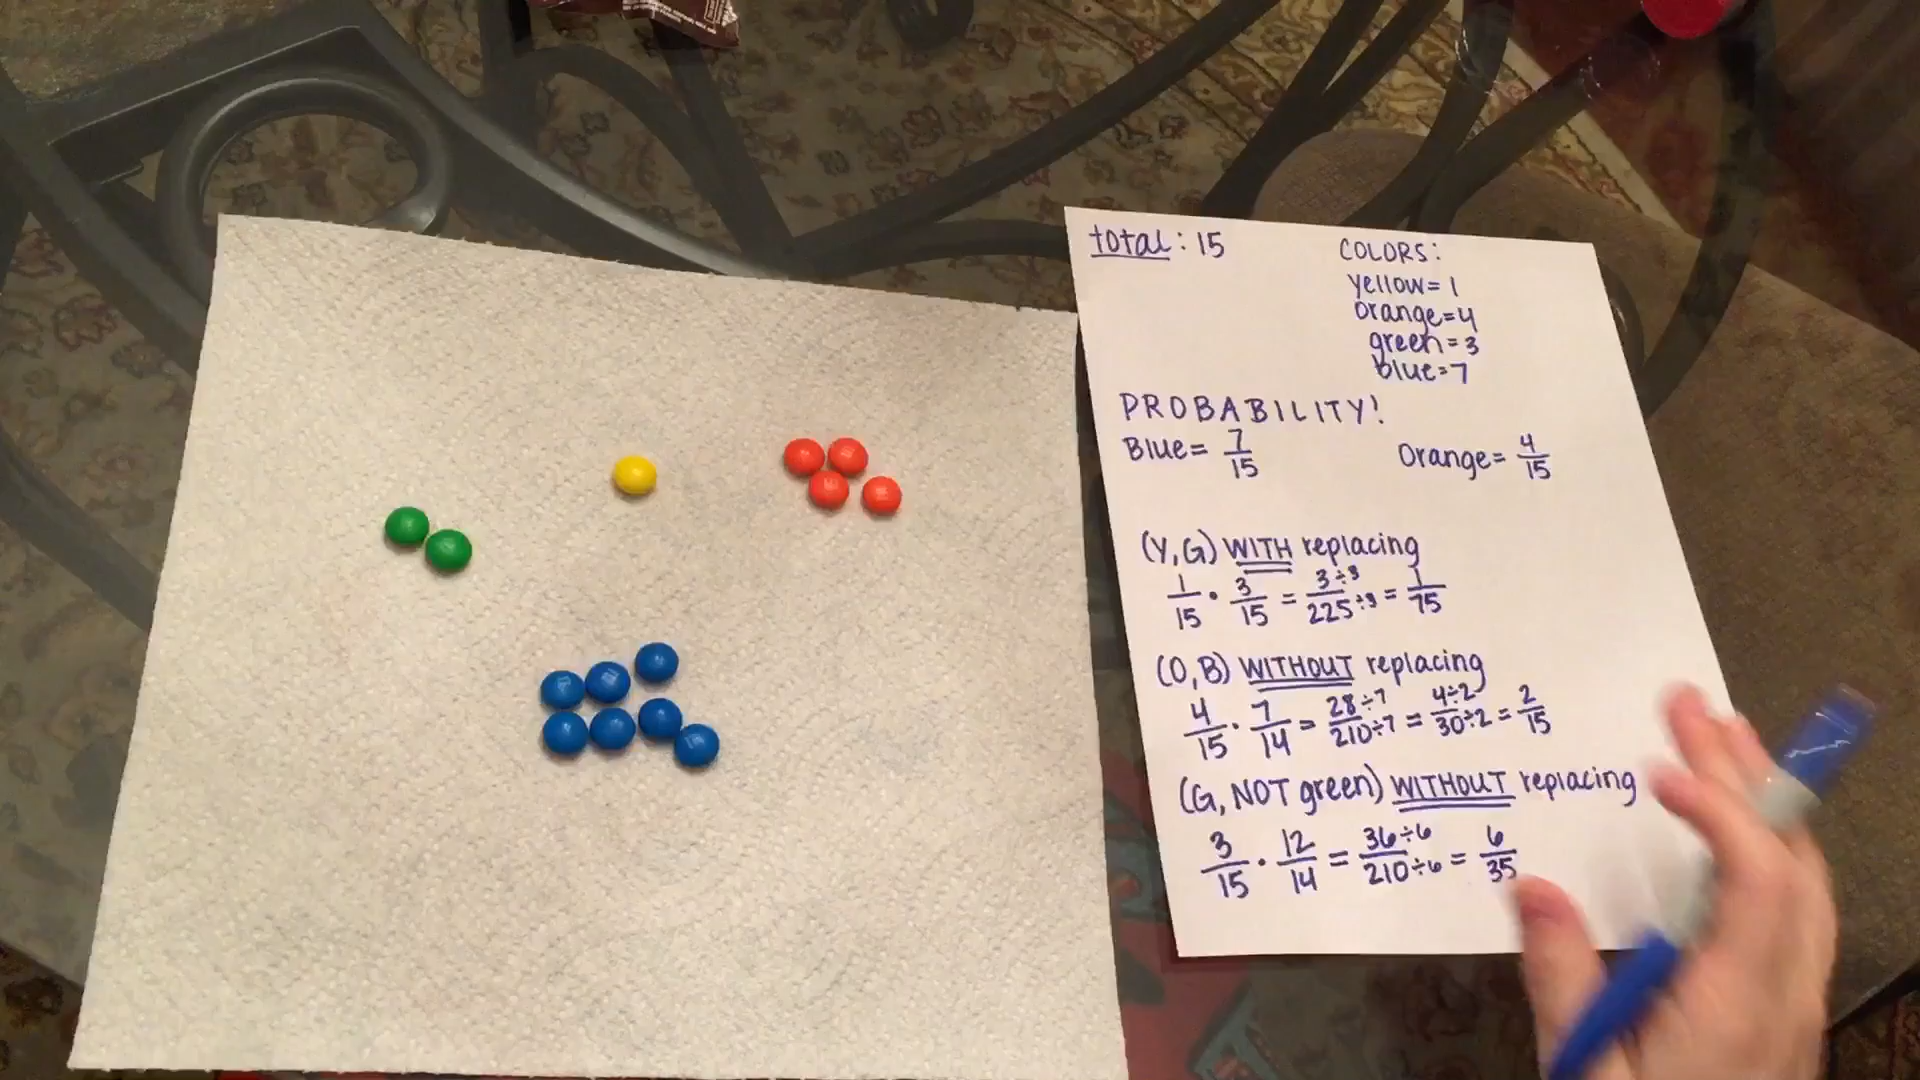 total: 15
COLORS:
yellow= 1
orange=4
green=3
blue=7
PROBABILITY!
Blue= 7/15
Orange= 4/15
(Y,G) WITH replacing
1/15 · 3/15 = 3÷3/225÷3 = 1/75
(O,B) WITHOUT replacing
4/15 · 7/14 = 28÷7/210÷7 = 4÷2/30÷2 = 2/15
(G, NOT green) WITHOUT replacing
3/15 · 12/14 = 36÷6/210÷6 = 6/35